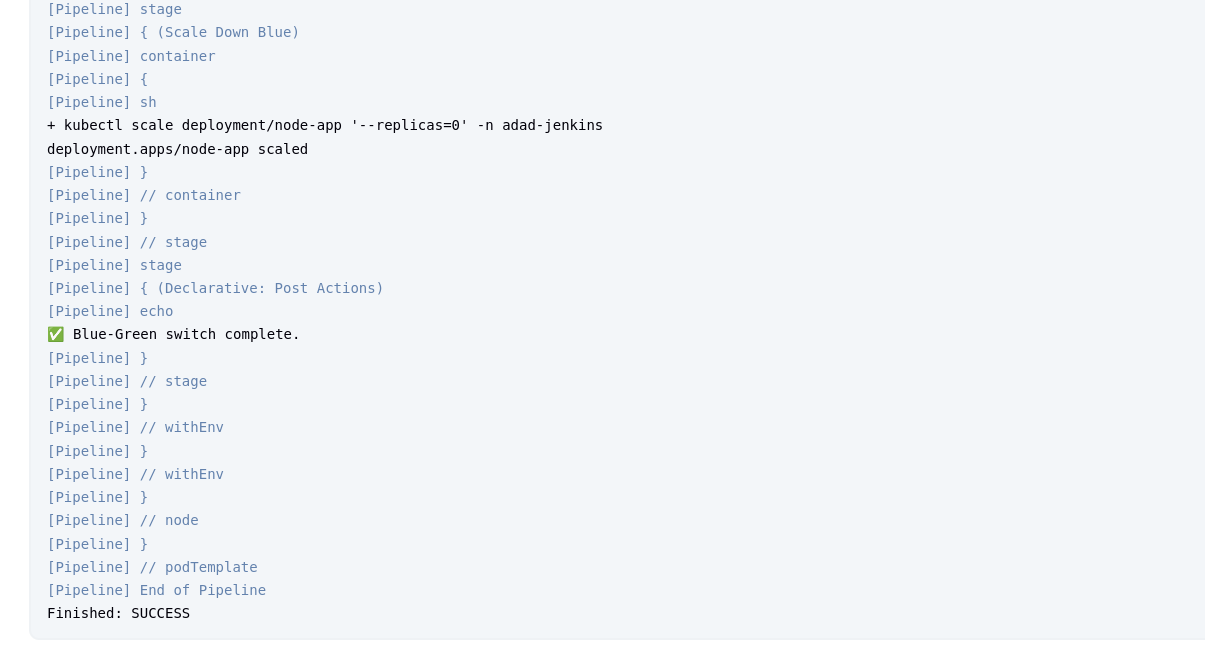 [Pipeline] stage
[Pipeline] { (Scale Down Blue)
[Pipeline] container
[Pipeline] {
[Pipeline] sh
+ kubectl scale deployment/node-app '--replicas=0' -n adad-jenkins
deployment.apps/node-app scaled
[Pipeline] }
[Pipeline] // container
[Pipeline] }
[Pipeline] // stage
[Pipeline] stage
[Pipeline] { (Declarative: Post Actions)
[Pipeline] echo
✅ Blue-Green switch complete.
[Pipeline] }
[Pipeline] // stage
[Pipeline] }
[Pipeline] // withEnv
[Pipeline] }
[Pipeline] // withEnv
[Pipeline] }
[Pipeline] // node
[Pipeline] }
[Pipeline] // podTemplate
[Pipeline] End of Pipeline
Finished: SUCCESS